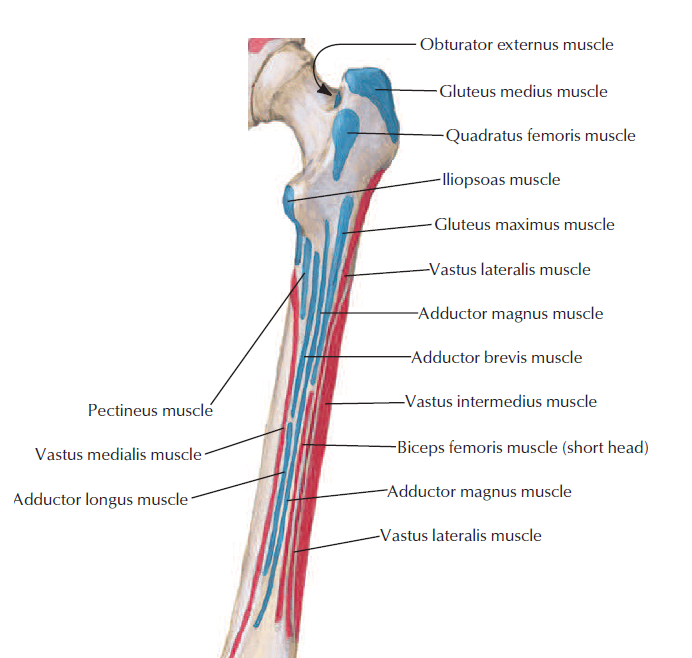 Obturator externus muscle
Gluteus medius muscle
Quadratus femoris muscle
Iliopsoas muscle
Gluteus maximus muscle
Vastus lateralis muscle
Adductor magnus muscle
Adductor brevis muscle
Vastus intermedius muscle
Pectineus muscle
Biceps femoris muscle (short head)
Vastus medialis muscle
Adductor magnus muscle
Adductor longus muscle
Vastus lateralis muscle